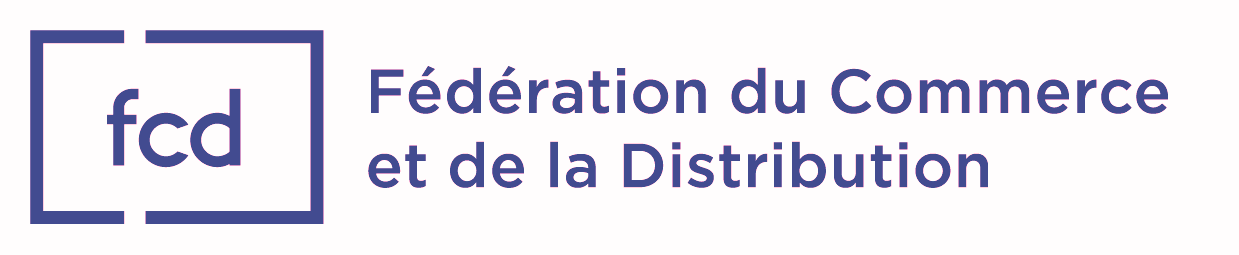 fcd
Fédération du Commerce
et de la Distribution